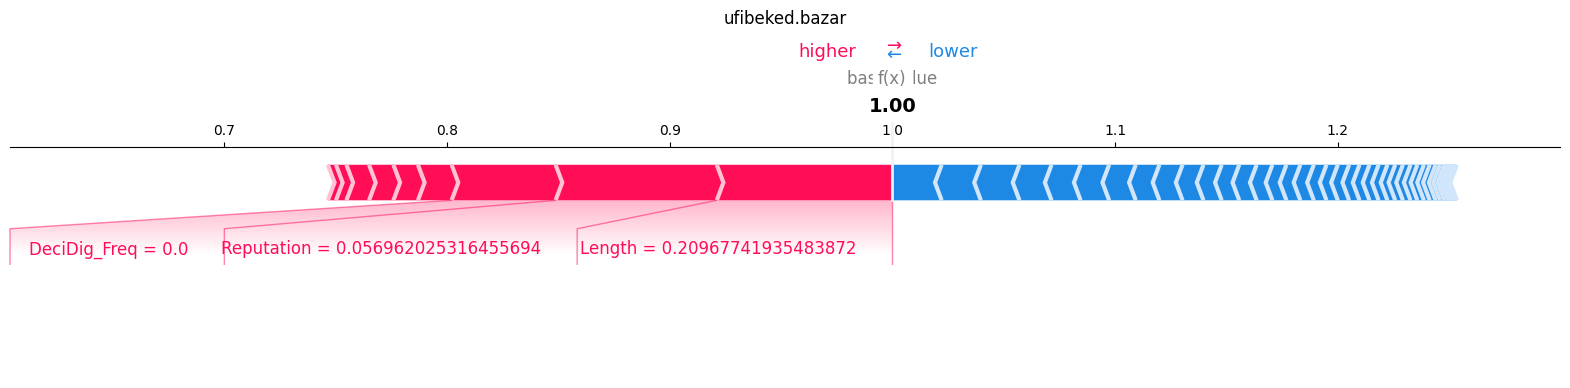 ufibeked.bazar
higher ⇄ lower
f(x)
1.00
0.7 0.8 0.9 1.1 1.2
DeciDig_Freq = 0.0 Reputation = 0.056962025316455694 Length = 0.20967741935483872